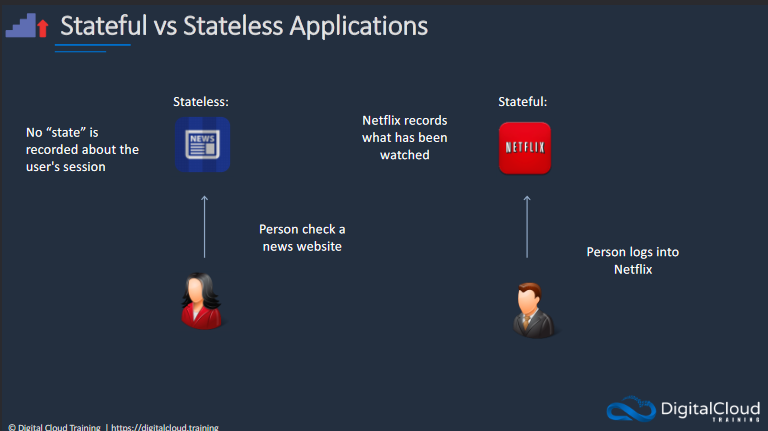 Stateful vs Stateless Applications
Stateless:
No “state” is
recorded about the
user's session
NEWS
Person check a
news website
Stateful:
Netflix records
what has been
watched
NETFLIX
Person logs into
Netflix
DigitalCloud
TRAINING
© Digital Cloud Training | https://digitalcloud.training